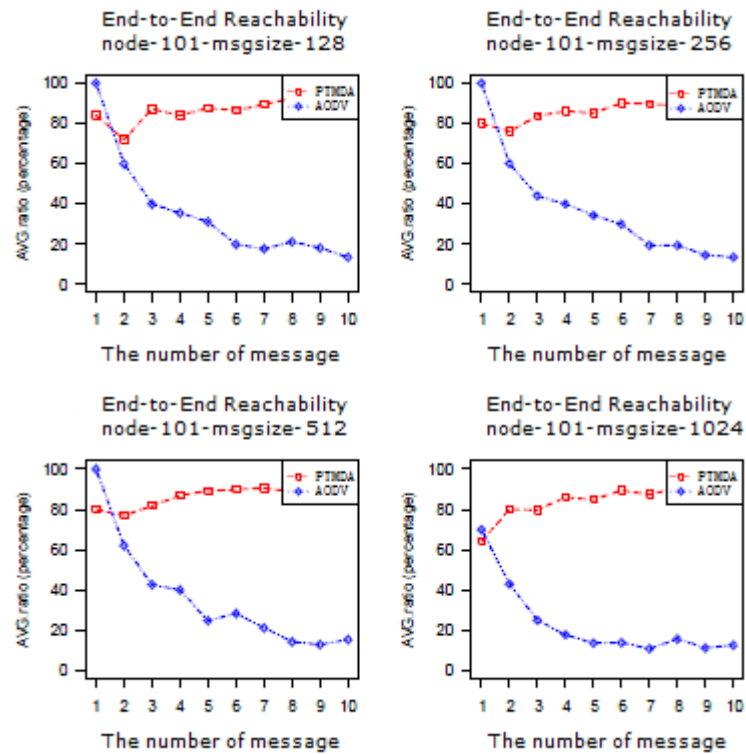 End-to-End Reachability
node-101-msgsize-128
AVG.ratio (percentage)
100
80
60
40
20
0
PTMDA
AODV
1 2 3 4 5 6 7 8 9 10
The number of message
End-to-End Reachability
node-101-msgsize-256
AVG.ratio (percentage)
100
80
60
40
20
0
PTMDA
AODV
1 2 3 4 5 6 7 8 9 10
The number of message
End-to-End Reachability
node-101-msgsize-512
AVG.ratio (percentage)
100
80
60
40
20
0
PTMDA
AODV
1 2 3 4 5 6 7 8 9 10
The number of message
End-to-End Reachability
node-101-msgsize-1024
AVG.ratio (percentage)
100
80
60
40
20
0
PTMDA
AODV
1 2 3 4 5 6 7 8 9 10
The number of message